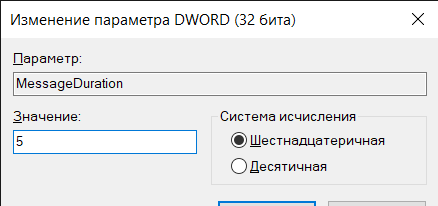 Изменение параметра DWORD (32 бита)
Параметр:
MessageDuration
Значение:
5
Система исчисления
Шестнадцатеричная
Десятичная